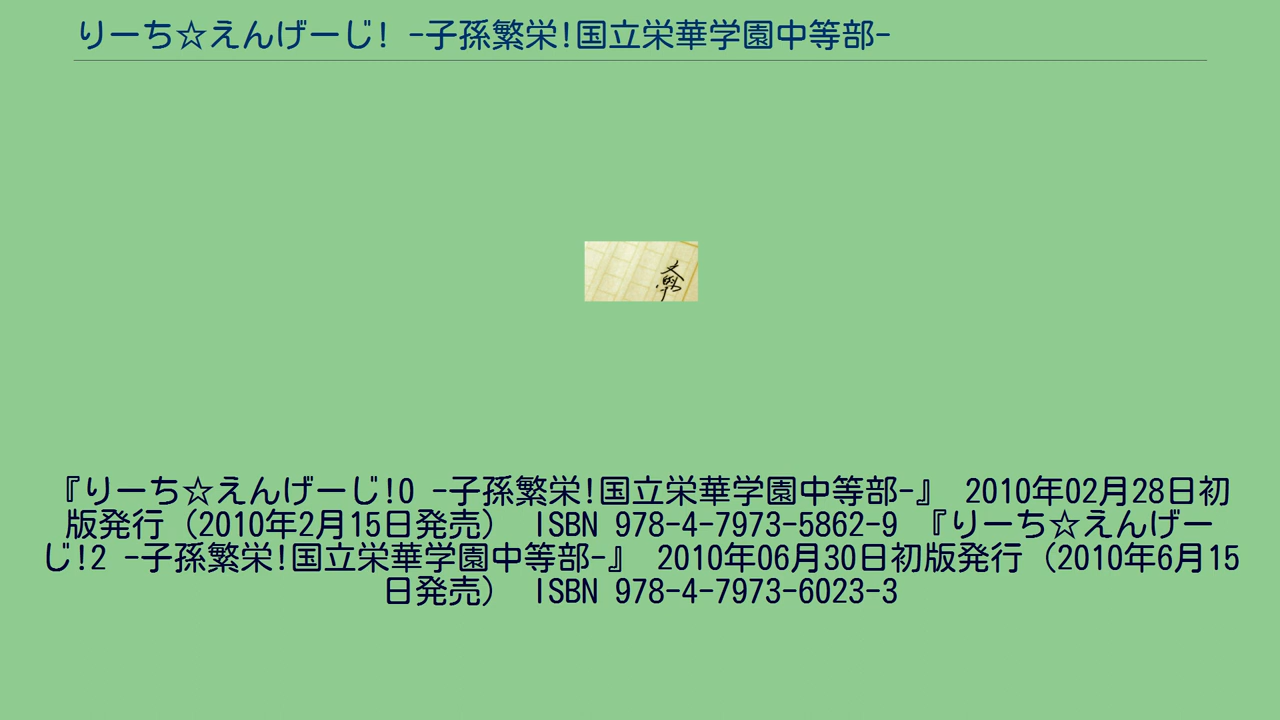 りーち☆えんげーじ! -子孫繁栄!国立栄華学園中等部-
『りーち☆えんげーじ!0 -子孫繁栄!国立栄華学園中等部-』 2010年02月28日初
版発行（2010年2月15日発売） ISBN 978-4-7973-5862-9 『りーち☆えんげー
じ!2 -子孫繁栄!国立栄華学園中等部-』 2010年06月30日初版発行（2010年6月15
日発売） ISBN 978-4-7973-6023-3